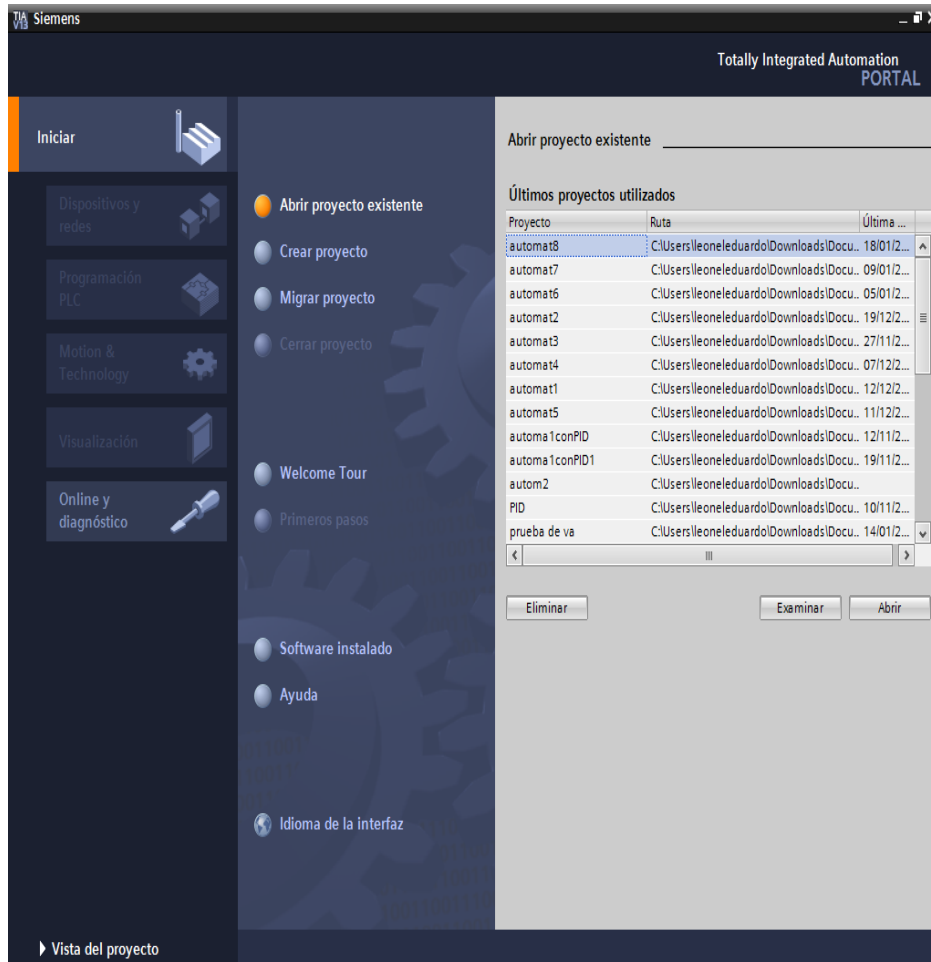 TIA V13 Siemens
Totally Integrated Automation
PORTAL
Iniciar
Dispositivos y
redes
Programación
PLC
Motion &
Technology
Visualización
Online y
diagnóstico
Abrir proyecto existente
Crear proyecto
Migrar proyecto
Cerrar proyecto
Welcome Tour
Primeros pasos
Software instalado
Ayuda
Idioma de la interfaz
Abrir proyecto existente
Últimos proyectos utilizados
Proyecto Ruta Última ...
automat8 C:\Users\leoneleduardo\Downloads\Docu.. 18/01/2...
automat7 C:\Users\leoneleduardo\Downloads\Docu.. 09/01/2...
automat6 C:\Users\leoneleduardo\Downloads\Docu.. 05/01/2...
automat2 C:\Users\leoneleduardo\Downloads\Docu.. 19/12/2...
automat3 C:\Users\leoneleduardo\Downloads\Docu.. 27/11/2...
automat4 C:\Users\leoneleduardo\Downloads\Docu.. 07/12/2...
automat1 C:\Users\leoneleduardo\Downloads\Docu.. 12/12/2...
automat5 C:\Users\leoneleduardo\Downloads\Docu.. 11/12/2...
automa1conPID C:\Users\leoneleduardo\Downloads\Docu.. 12/11/2...
automa1conPID1 C:\Users\leoneleduardo\Downloads\Docu.. 19/11/2...
autom2 C:\Users\leoneleduardo\Downloads\Docu..
PID C:\Users\leoneleduardo\Downloads\Docu.. 10/11/2...
prueba de va C:\Users\leoneleduardo\Downloads\Docu.. 14/01/2...
Eliminar Examinar Abrir
Vista del proyecto